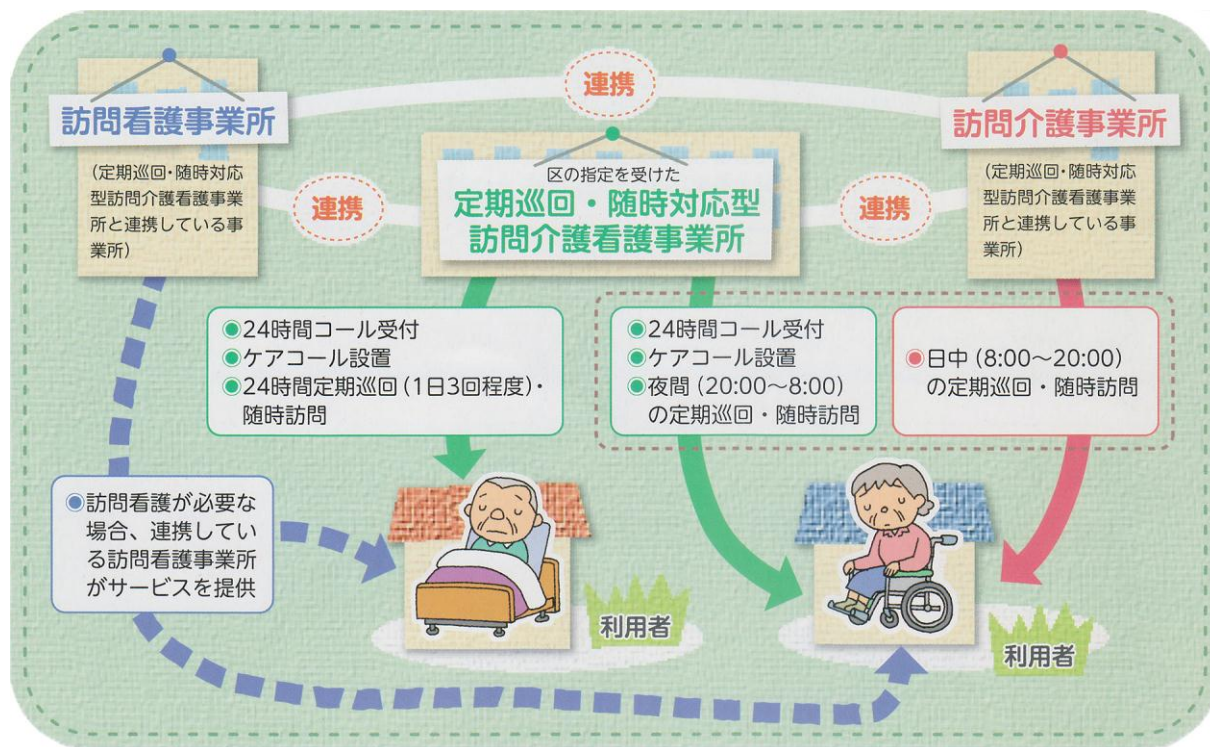 連携
訪問看護事業所
(定期巡回・随時対応
型訪問介護看護事業
所と連携している事
業所)
連携
区の指定を受けた
定期巡回・随時対応型
訪問介護看護事業所
連携
訪問介護事業所
(定期巡回・随時対応
型訪問介護看護事業
所と連携している事
業所)
◉24時間コール受付
◉ケアコール設置
◉24時間定期巡回(1日3回程度)・
随時訪問
◉24時間コール受付
◉ケアコール設置
◉夜間(20:00〜8:00)
の定期巡回・随時訪問
◉日中(8:00〜20:00)
の定期巡回・随時訪問
◉訪問看護が必要な
場合、連携してい
る訪問看護事業所
がサービスを提供
利用者
利用者